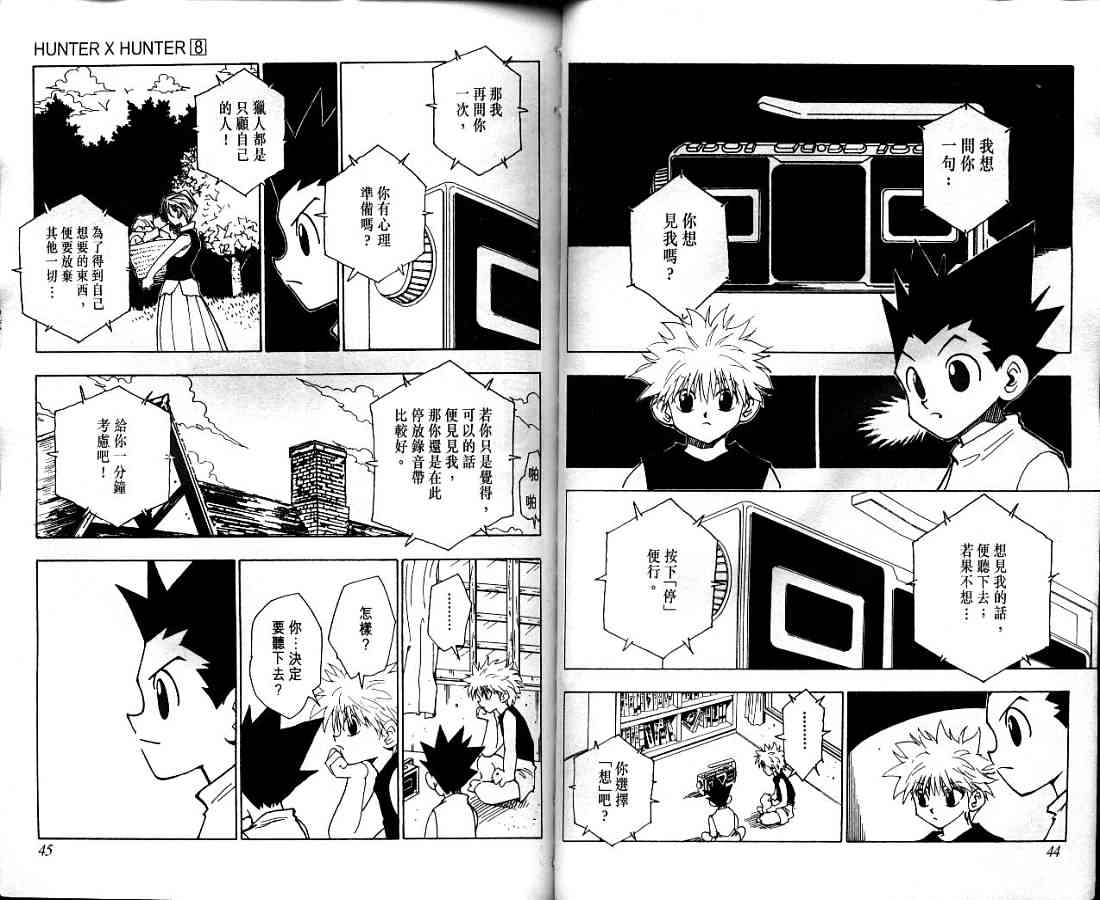 HUNTER X HUNTER 8
我想
問你
一句…
你想
見我嗎？
想見我的話，
便聽下去；
若果不想…
按下「停」
便行。
………
你選擇
「想」吧？
44
那我
再問你
一次，
你有心理
準備嗎？
獵人都是
只顧自己
的人！
為了得到自己
想要的東西，
便要放棄
其他一切…
啪
啪
若你只是覺得，
可以的話
便見見我，
那你還是在此
停放錄音帶
比較好。
給你一分鐘
考慮吧！
………
怎樣？
你…決定
要聽下去？
45